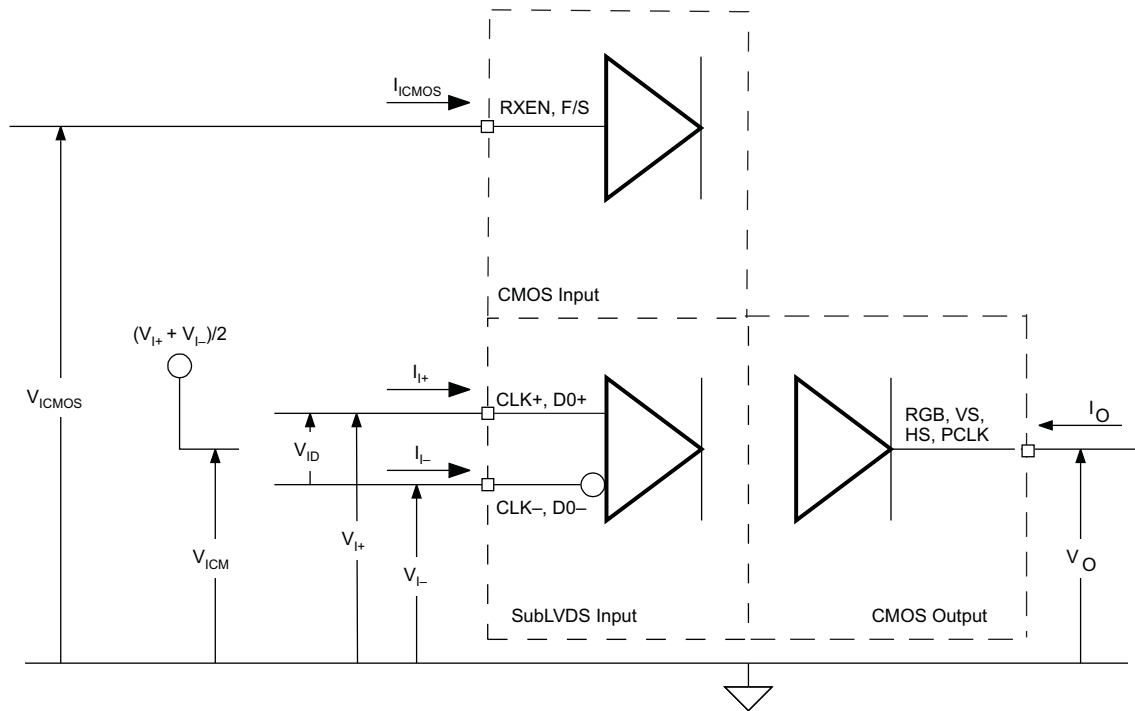 I_ICMOS
RXEN, F/S
CMOS Input
(V_I+ + V_I–)/2
V_ICMOS
I_I+
CLK+, D0+
V_ID
I_I–
CLK–, D0–
V_ICM
V_I+
V_I–
SubLVDS Input
RGB, VS,
HS, PCLK
I_O
V_O
CMOS Output